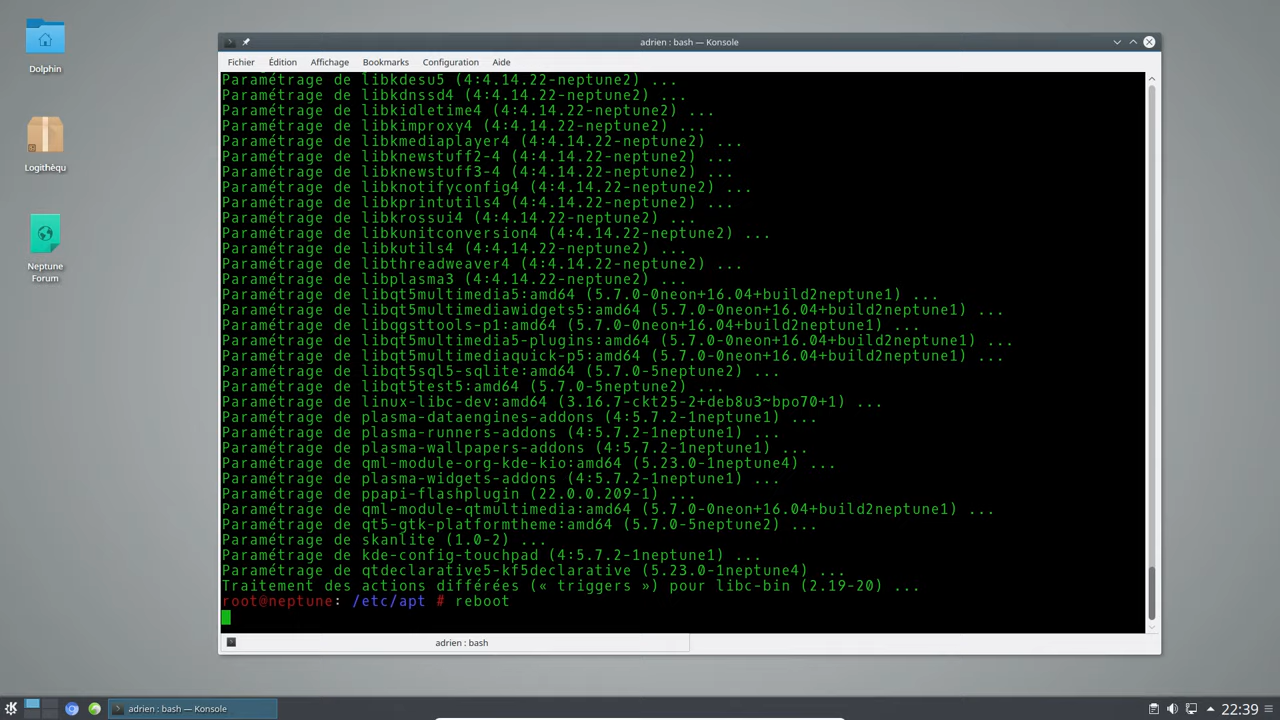 adrien : bash — Konsole
Fichier Édition Affichage Bookmarks Configuration Aide
Dolphin
Logithèqu
Neptune
Forum
Paramétrage de libkdesu5 (4:4.14.22-neptune2) ...
Paramétrage de libkdnssd4 (4:4.14.22-neptune2) ...
Paramétrage de libkidletime4 (4:4.14.22-neptune2) ...
Paramétrage de libkimproxy4 (4:4.14.22-neptune2) ...
Paramétrage de libkmediaplayer4 (4:4.14.22-neptune2) ...
Paramétrage de libknewstuff2-4 (4:4.14.22-neptune2) ...
Paramétrage de libknewstuff3-4 (4:4.14.22-neptune2) ...
Paramétrage de libknotifyconfig4 (4:4.14.22-neptune2) ...
Paramétrage de libkprintutils4 (4:4.14.22-neptune2) ...
Paramétrage de libkrossui4 (4:4.14.22-neptune2) ...
Paramétrage de libkunitconversion4 (4:4.14.22-neptune2) ...
Paramétrage de libkutils4 (4:4.14.22-neptune2) ...
Paramétrage de libthreadweaver4 (4:4.14.22-neptune2) ...
Paramétrage de libplasma3 (4:4.14.22-neptune2) ...
Paramétrage de libqt5multimedia5:amd64 (5.7.0-0neon+16.04+build2neptune1) ...
Paramétrage de libqt5multimediawidgets5:amd64 (5.7.0-0neon+16.04+build2neptune1) ...
Paramétrage de libqgsttools-p1:amd64 (5.7.0-0neon+16.04+build2neptune1) ...
Paramétrage de libqt5multimedia5-plugins:amd64 (5.7.0-0neon+16.04+build2neptune1) ...
Paramétrage de libqt5multimediaquick-p5:amd64 (5.7.0-0neon+16.04+build2neptune1) ...
Paramétrage de libqt5sql5-sqlite:amd64 (5.7.0-5neptune2) ...
Paramétrage de libqt5test5:amd64 (5.7.0-5neptune2) ...
Paramétrage de linux-libc-dev:amd64 (3.16.7-ckt25-2+deb8u3~bpo70+1) ...
Paramétrage de plasma-dataengines-addons (4:5.7.2-1neptune1) ...
Paramétrage de plasma-runners-addons (4:5.7.2-1neptune1) ...
Paramétrage de plasma-wallpapers-addons (4:5.7.2-1neptune1) ...
Paramétrage de qml-module-org-kde-kio:amd64 (5.23.0-1neptune4) ...
Paramétrage de plasma-widgets-addons (4:5.7.2-1neptune1) ...
Paramétrage de ppapi-flashplugin (22.0.0.209-1) ...
Paramétrage de qml-module-qtmultimedia:amd64 (5.7.0-0neon+16.04+build2neptune1) ...
Paramétrage de qt5-gtk-platformtheme:amd64 (5.7.0-5neptune2) ...
Paramétrage de skanlite (1.0-2) ...
Paramétrage de kde-config-touchpad (4:5.7.2-1neptune1) ...
Paramétrage de qtdeclarative5-kf5declarative (5.23.0-1neptune4) ...
Traitement des actions différées (« triggers ») pour libc-bin (2.19-20) ...
root@neptune: /etc/apt # reboot
adrien : bash
adrien : bash — Konsole
22:39